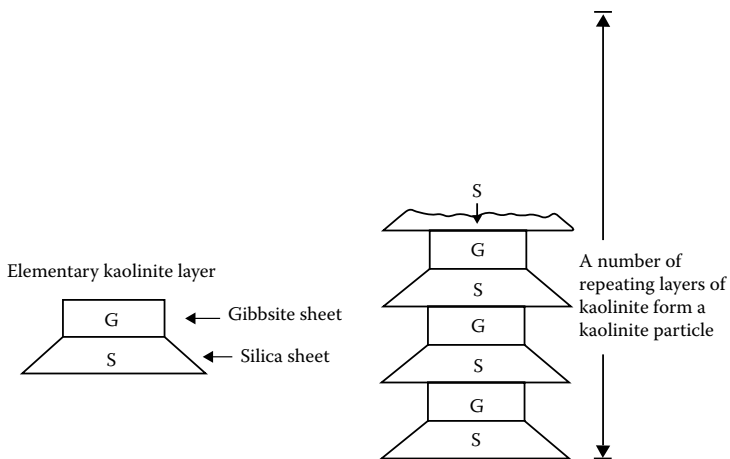 Elementary kaolinite layer
G
Gibbsite sheet
S
Silica sheet
S
G
S
G
S
G
S
A number of
repeating layers of
kaolinite form a
kaolinite particle